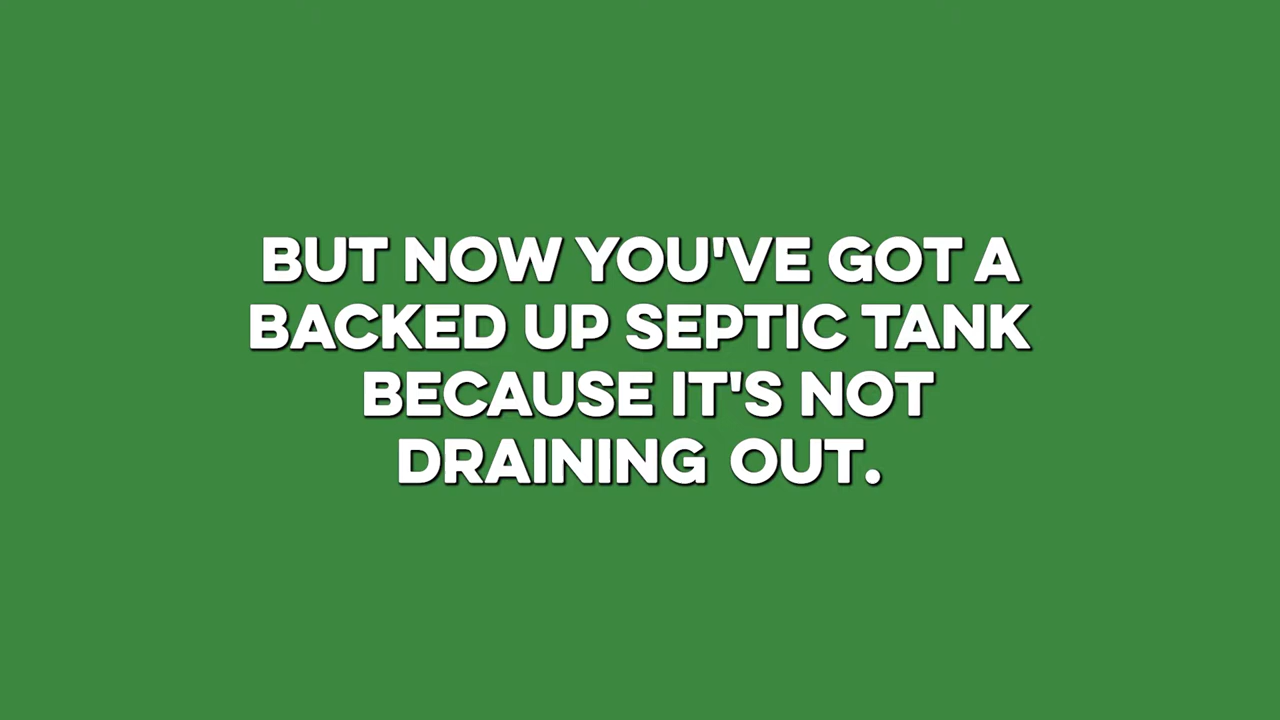 BUT NOW YOU'VE GOT A
BACKED UP SEPTIC TANK
BECAUSE IT'S NOT
DRAINING OUT.